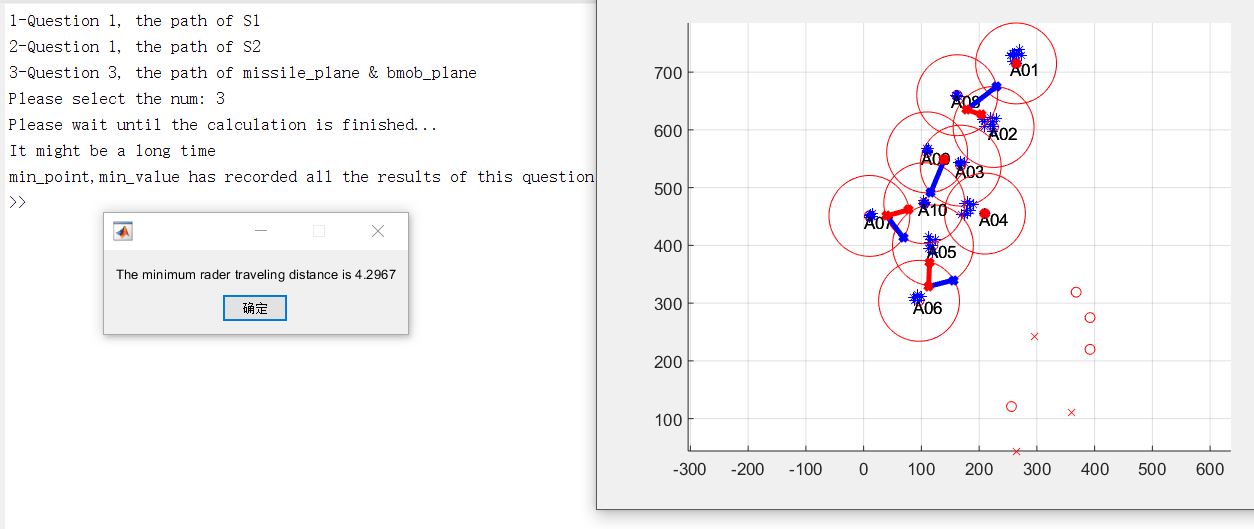 1-Question 1, the path of S1
2-Question 1, the path of S2
3-Question 3, the path of missile_plane & bmob_plane
Please select the num: 3
Please wait until the calculation is finished...
It might be a long time
min_point,min_value has recorded all the results of this question
>>
The minimum rader traveling distance is 4.2967
确定
700
600
500
400
300
200
100
-300 -200 -100 0 100 200 300 400 500 600
A01
A08
A02
A09
A03
A10
A04
A07
A05
A06